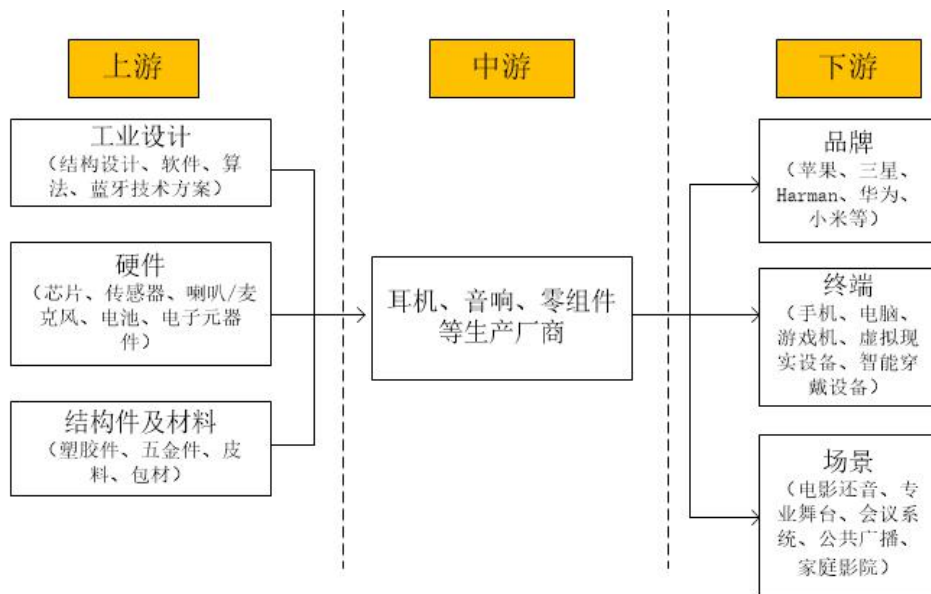 上游
中游
下游
工业设计
（结构设计、软件、算
法、蓝牙技术方案）
硬件
（芯片、传感器、喇叭/麦
克风、电池、电子元器
件）
结构件及材料
（塑胶件、五金件、皮
料、包材）
耳机、音响、零组件
等生产厂商
品牌
（苹果、三星、
Harman、华为、
小米等）
终端
（手机、电脑、
游戏机、虚拟现
实设备、智能穿
戴设备）
场景
（电影还音、专
业舞台、会议系
统、公共广播、
家庭影院）